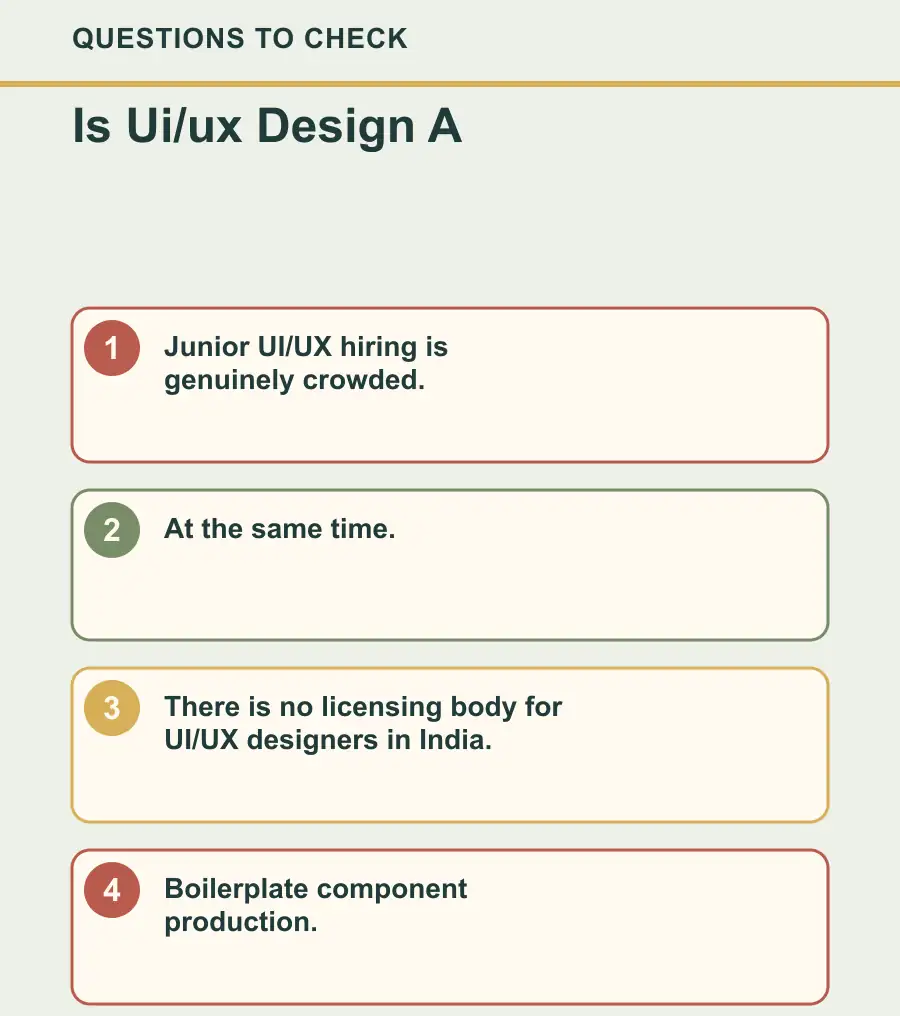 QUESTIONS TO CHECK
Is Ui/ux Design A
1
Junior UI/UX hiring is
genuinely crowded.
2
At the same time.
3
There is no licensing body for
UI/UX designers in India.
4
Boilerplate component
production.